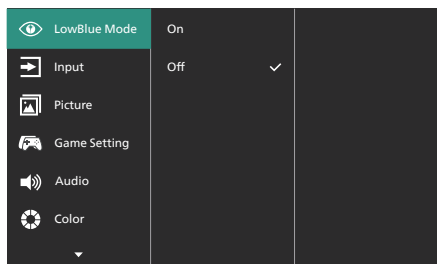 LowBlue Mode
On
Input
Off
Picture
Game Setting
Audio
Color